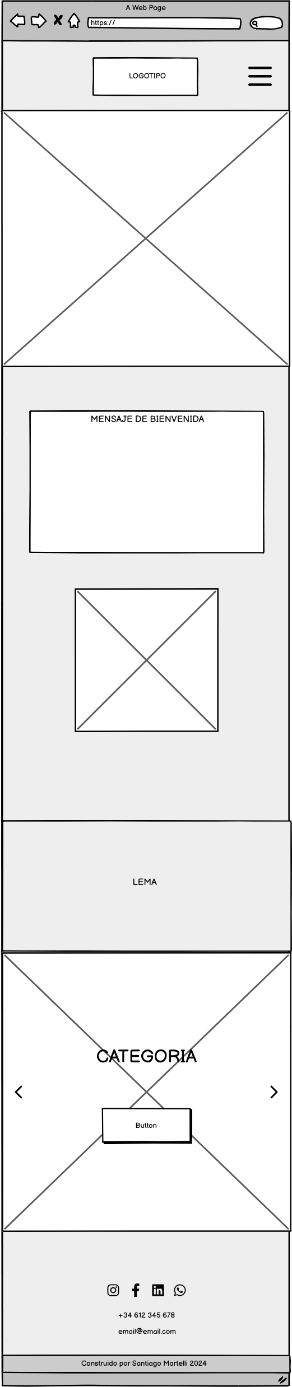 A Web Page
https://
LOGOTIPO
MENSAJE DE BIENVENIDA
LEMA
CATEGORIA
Button
+34 612 345 678
email@email.com
Construido por Santiago Martelli 2024